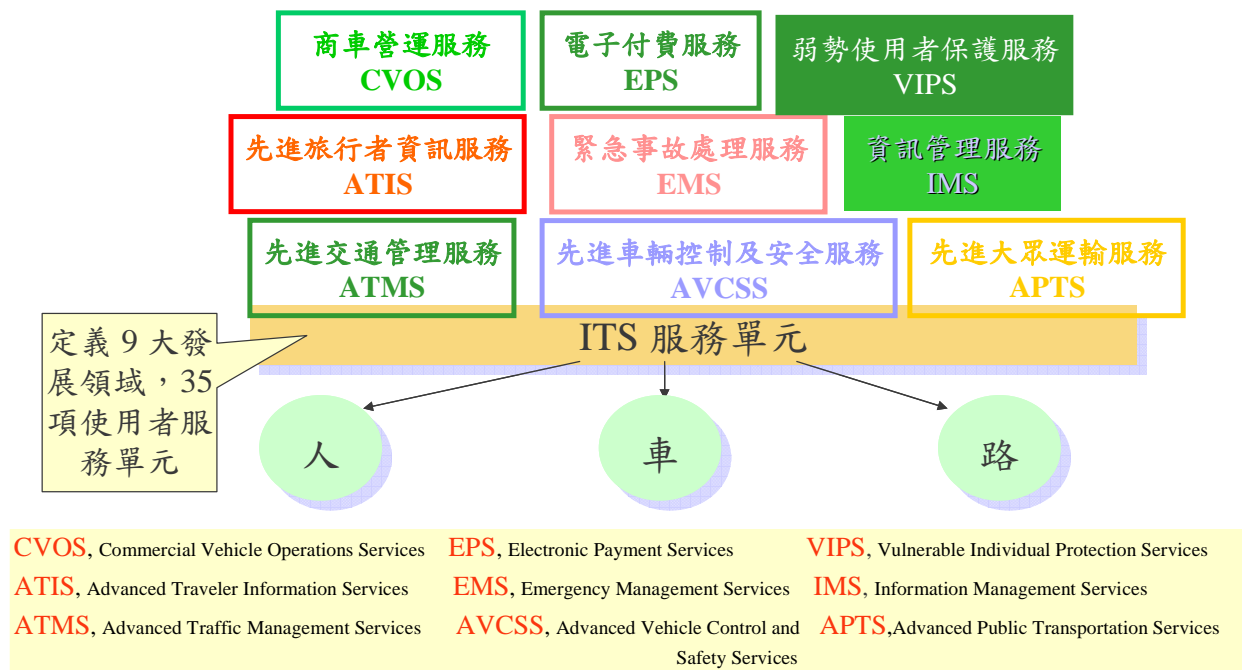 商車營運服務
CVOS
電子付費服務
EPS
弱勢使用者保護服務
VIPS
先進旅行者資訊服務
ATIS
緊急事故處理服務
EMS
資訊管理服務
IMS
先進交通管理服務
ATMS
先進車輛控制及安全服務
AVCSS
先進大眾運輸服務
APTS
ITS 服務單元
定義 9 大發
展領域，35
項使用者服
務單元
人
車
路
CVOS, Commercial Vehicle Operations Services
EPS, Electronic Payment Services
VIPS, Vulnerable Individual Protection Services
ATIS, Advanced Traveler Information Services
EMS, Emergency Management Services
IMS, Information Management Services
ATMS, Advanced Traffic Management Services
AVCSS, Advanced Vehicle Control and
Safety Services
APTS,Advanced Public Transportation Services